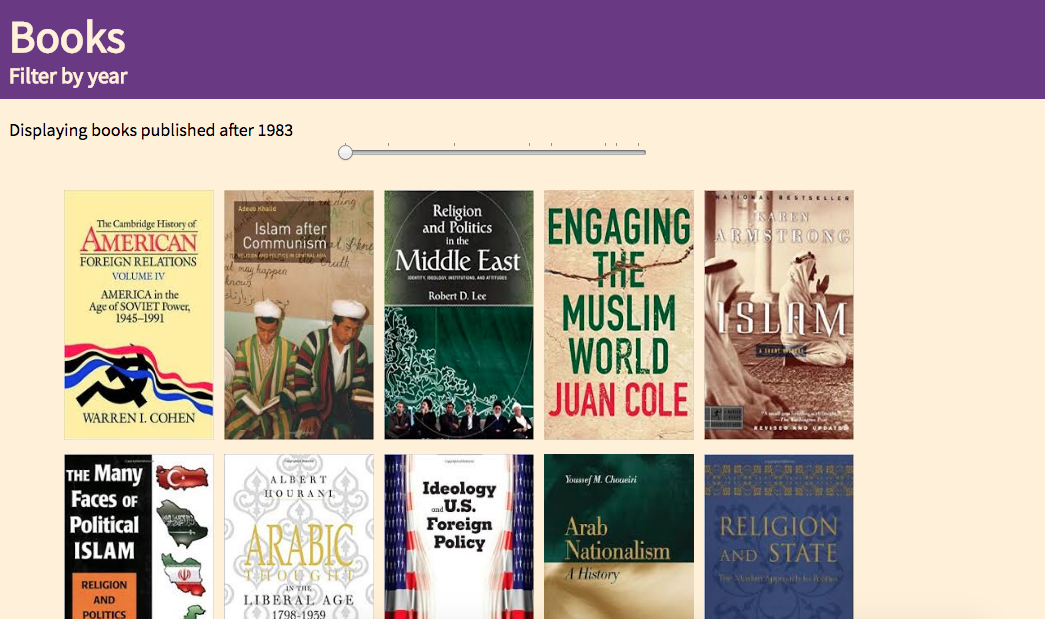 Books
Filter by year
Displaying books published after 1983
The Cambridge History of
AMERICAN
FOREIGN RELATIONS
VOLUME IV
AMERICA in the
Age of SOVIET Power,
1945–1991
WARREN I. COHEN
Adeeb Khalid
Islam after
Communism
RELIGION AND POLITICS IN CENTRAL ASIA
Religion
and Politics
in the
Middle East
IDENTITY, IDEOLOGY, INSTITUTIONS, AND ATTITUDES
Robert D. Lee
ENGAGING
THE
MUSLIM
WORLD
JUAN COLE
NATIONAL BESTSELLER
KAREN
ARMSTRONG
ISLAM
A SHORT HISTORY
REVISED AND UPDATED
THE Many
Faces OF
Political
ISLAM
RELIGION
AND
POLITICS
ALBERT
HOURANI
ARABIC
THOUGHT
IN THE
LIBERAL AGE
1798-1939
Ideology
and U.S.
Foreign
Policy
Youssef M. Choueiri
Arab
Nationalism
A History
RELIGION
AND STATE
The Muslim Approach to Politics